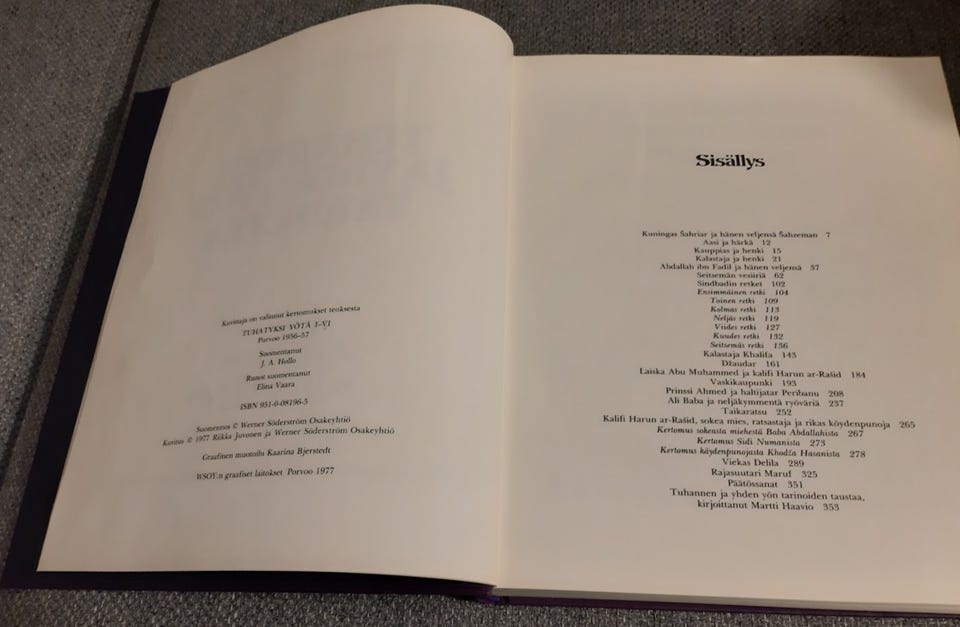 Kuvittaja on valinnut kertomukset teoksesta
TUHATYKSI YÖTÄ I–VI
Porvoo 1956–57
Suomentanut
J. A. Hollo
Runot suomentanut
Elina Vaara
ISBN 951-0-08196-5
Suomennos © Werner Söderström Osakeyhtiö
Kuvitus © 1977 Riikka Juvonen ja Werner Söderström Osakeyhtiö
Graafinen muotoilu Kaarina Bjerstedt
WSOY:n graafiset laitokset Porvoo 1977
Sisällys
Kuningas Šahriar ja hänen veljensä Šahzeman 7
Aasi ja härkä 12
Kauppias ja henki 15
Kalastaja ja henki 21
Abdallah ibn Fadil ja hänen veljensä 37
Seitsemän vesiiriä 62
Sindbadin retket 102
Ensimmäinen retki 104
Toinen retki 109
Kolmas retki 113
Neljäs retki 119
Viides retki 127
Kuudes retki 132
Seitsemäs retki 136
Kalastaja Khalifa 143
Džaudar 161
Laiska Abu Muhammed ja kalifi Harun ar-Rašid 184
Vaskikaupunki 193
Prinssi Ahmed ja haltijatar Peribanu 208
Ali Baba ja neljäkymmentä ryöväriä 237
Taikaratsu 252
Kalifi Harun ar-Rašid, sokea mies, ratsastaja ja rikas köydenpunoja 265
Kertomus sokeasta miehestä Baba Abdallahista 267
Kertomus Sidi Numanista 273
Kertomus köydenpunojasta Khodža Hasanista 278
Viekas Delila 289
Rajasuutari Maruf 325
Päätössanat 351
Tuhannen ja yhden yön tarinoiden taustaa,
kirjoittanut Martti Haavio 353